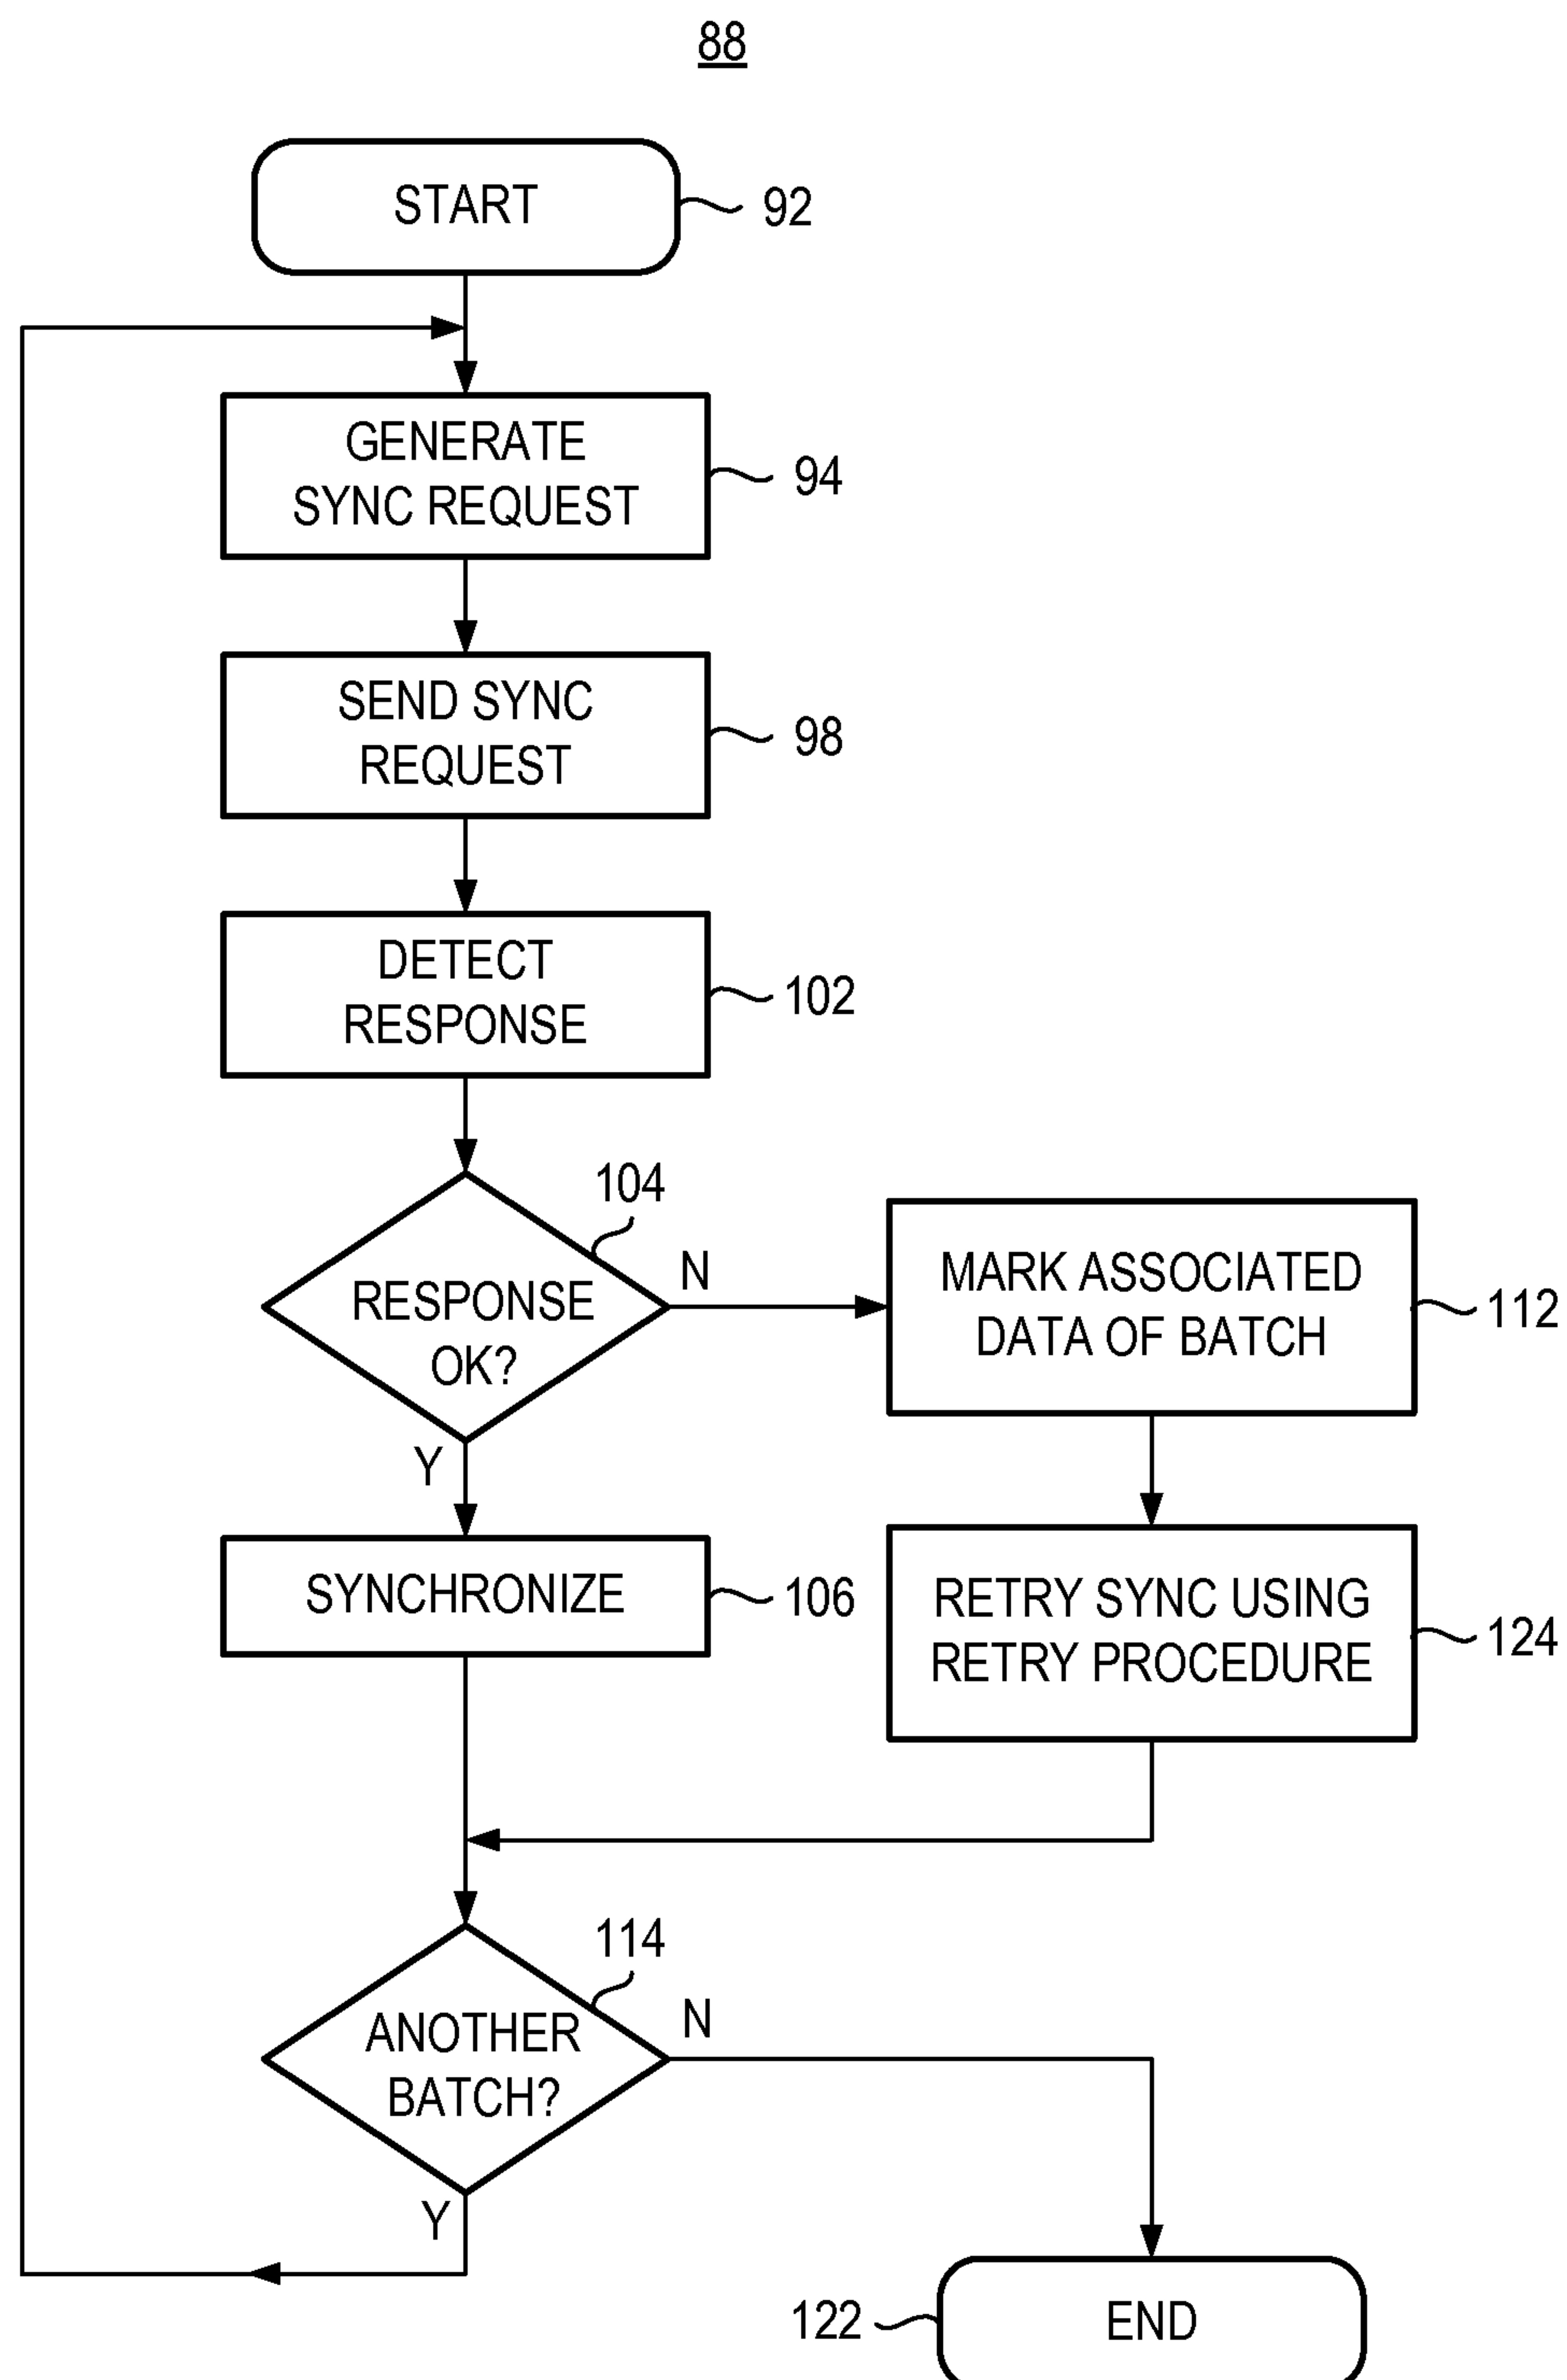 88
START
92
GENERATE
SYNC REQUEST
94
SEND SYNC
REQUEST
98
DETECT
RESPONSE
102
104
RESPONSE
OK?
N
Y
MARK ASSOCIATED
DATA OF BATCH
112
SYNCHRONIZE
106
RETRY SYNC USING
RETRY PROCEDURE
124
114
ANOTHER
BATCH?
N
Y
122
END